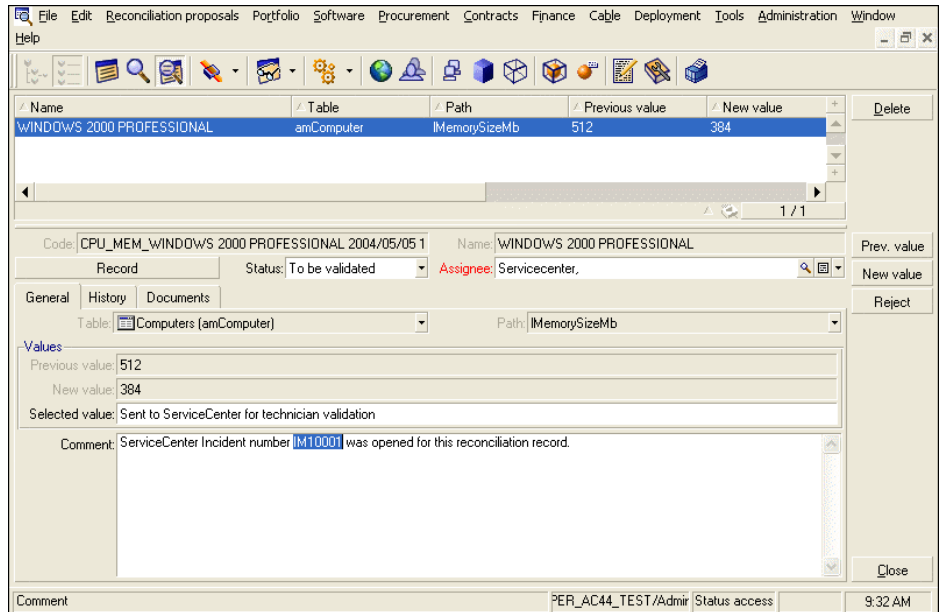 File Edit Reconciliation proposals Portfolio Software Procurement Contracts Finance Cable Deployment Tools Administration Window
Help
Name Table Path Previous value New value
Delete
WINDOWS 2000 PROFESSIONAL amComputer lMemorySizeMb 512 384
1 / 1
Code: CPU_MEM_WINDOWS 2000 PROFESSIONAL 2004/05/05 1 Name: WINDOWS 2000 PROFESSIONAL
Prev. value
Record Status: To be validated Assignee: Servicecenter,
New value
General History Documents
Reject
Table: Computers (amComputer) Path: lMemorySizeMb
Values
Previous value: 512
New value: 384
Selected value: Sent to ServiceCenter for technician validation
Comment: ServiceCenter Incident number IM10001 was opened for this reconciliation record.
Close
Comment PER_AC44_TEST/Admir Status access 9:32 AM